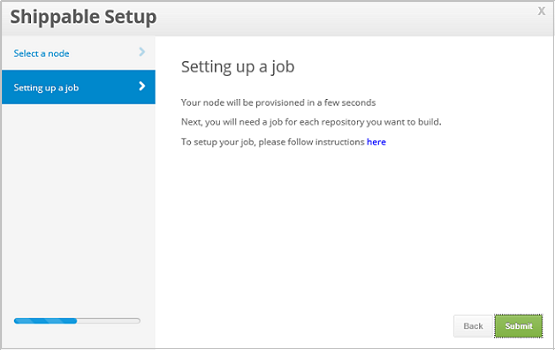 Shippable Setup
X
Select a node
Setting up a job
Setting up a job
Your node will be provisioned in a few seconds
Next, you will need a job for each repository you want to build.
To setup your job, please follow instructions here
Back
Submit